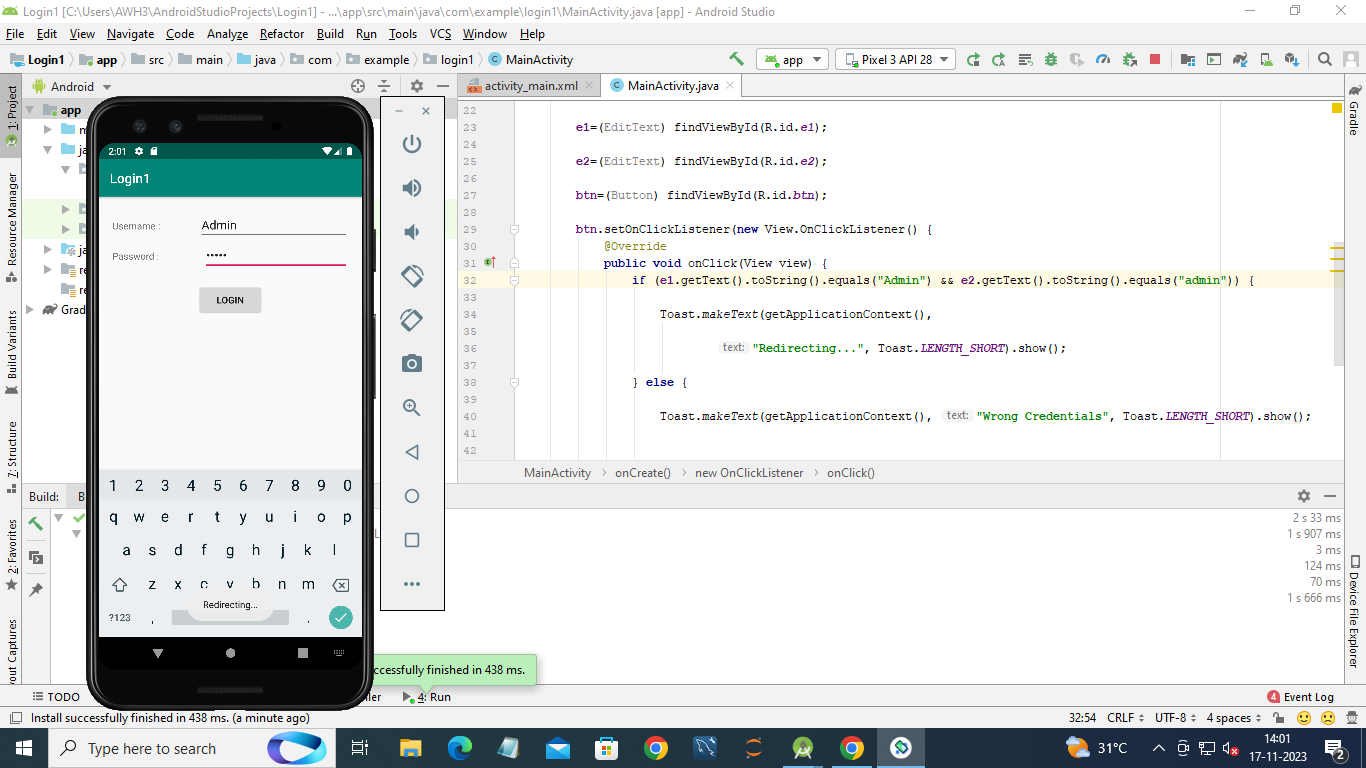 Login1 [C:\Users\AWH3\AndroidStudioProjects\Login1] - ...\app\src\main\java\com\example\login1\MainActivity.java [app] - Android Studio
File Edit View Navigate Code Analyze Refactor Build Run Tools VCS Window Help
Login1 app src main java com example login1 MainActivity app Pixel 3 API 28
1: Project
Resource Manager
Build Variants
7: Structure
2: Favorites
Android
activity_main.xml MainActivity.java
Gradle
Device File Explorer
app
Grad
2:01
Login1
Username : Admin
Password : •••••
LOGIN
1 2 3 4 5 6 7 8 9 0
q w e r t y u i o p
a s d f g h j k l
z x c v b n m
?123 , .
Redirecting...
22
23 e1=(EditText) findViewById(R.id.e1);
24
25 e2=(EditText) findViewById(R.id.e2);
26
27 btn=(Button) findViewById(R.id.btn);
28
29 btn.setOnClickListener(new View.OnClickListener() {
30 @Override
31 public void onClick(View view) {
32 if (e1.getText().toString().equals("Admin") && e2.getText().toString().equals("admin")) {
33
34 Toast.makeText(getApplicationContext(),
35
36 text: "Redirecting...", Toast.LENGTH_SHORT).show();
37
38 } else {
39
40 Toast.makeText(getApplicationContext(), text: "Wrong Credentials", Toast.LENGTH_SHORT).show();
41
42
MainActivity › onCreate() › new OnClickListener › onClick()
Build: B
2 s 33 ms
1 s 907 ms
3 ms
124 ms
70 ms
1 s 666 ms
ccessfully finished in 438 ms.
TODO 4: Run 4 Event Log
Install successfully finished in 438 ms. (a minute ago) 32:54 CRLF UTF-8 4 spaces
Type here to search
31°C
14:01
17-11-2023
2